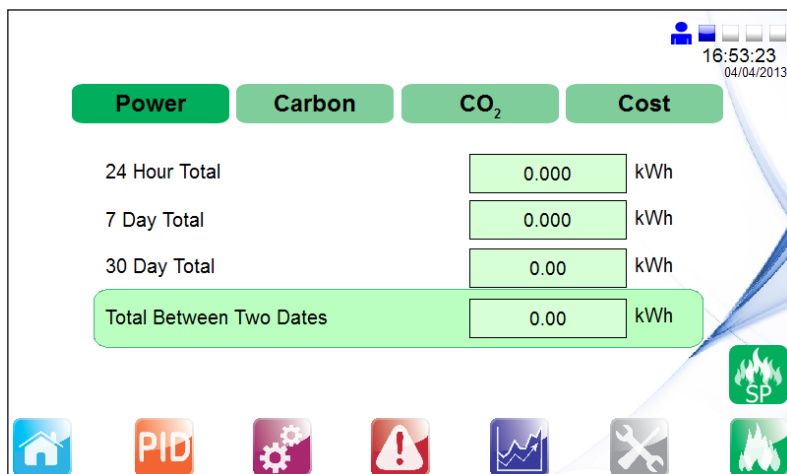 16:53:23
04/04/2013
Power Carbon CO₂ Cost
24 Hour Total 0.000 kWh
7 Day Total 0.000 kWh
30 Day Total 0.00 kWh
Total Between Two Dates 0.00 kWh
SP
PID